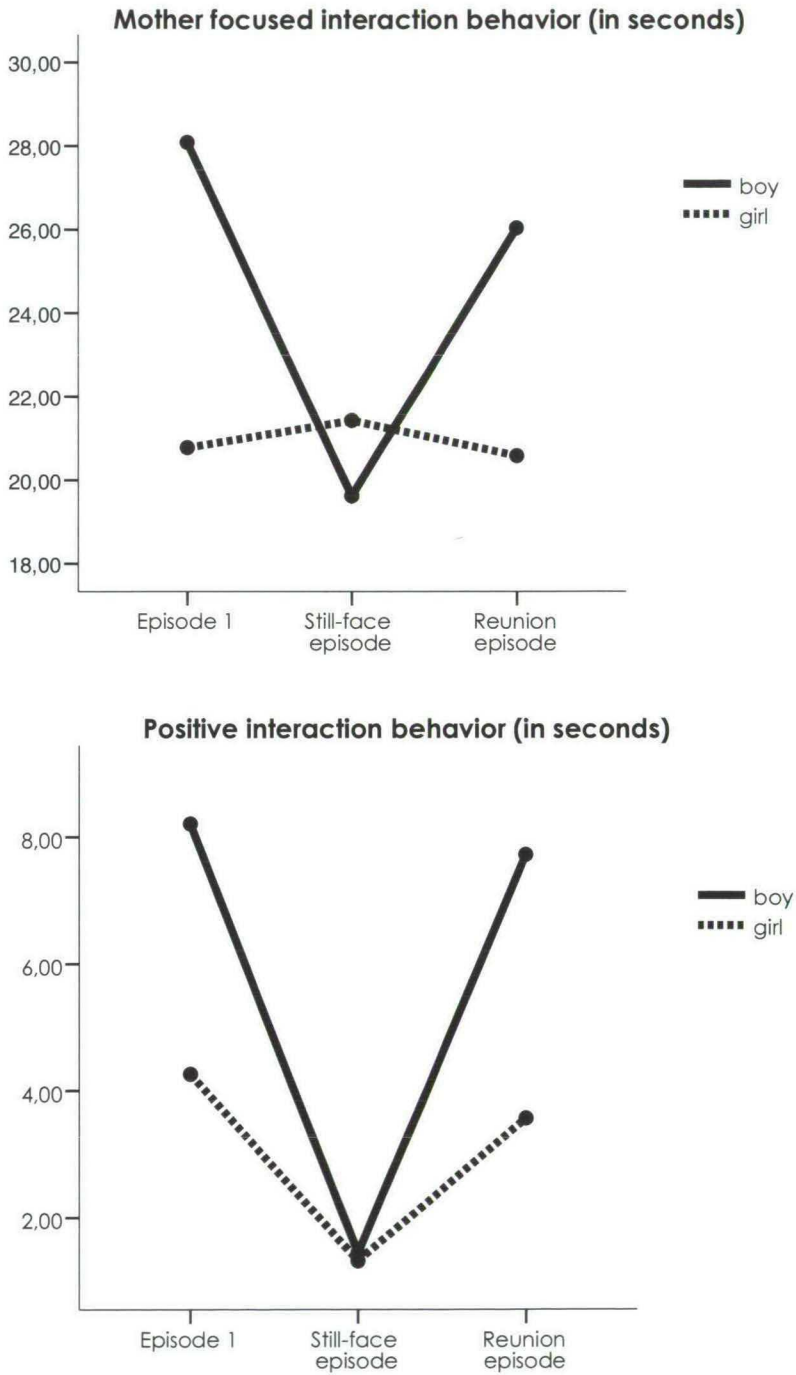 Mother focused interaction behavior (in seconds)
30,00
28,00
26,00
24,00
22,00
20,00
18,00
boy
girl
Episode 1
Still-face
episode
Reunion
episode
Positive interaction behavior (in seconds)
8,00
6,00
4,00
2,00
boy
girl
Episode 1
Still-face
episode
Reunion
episode